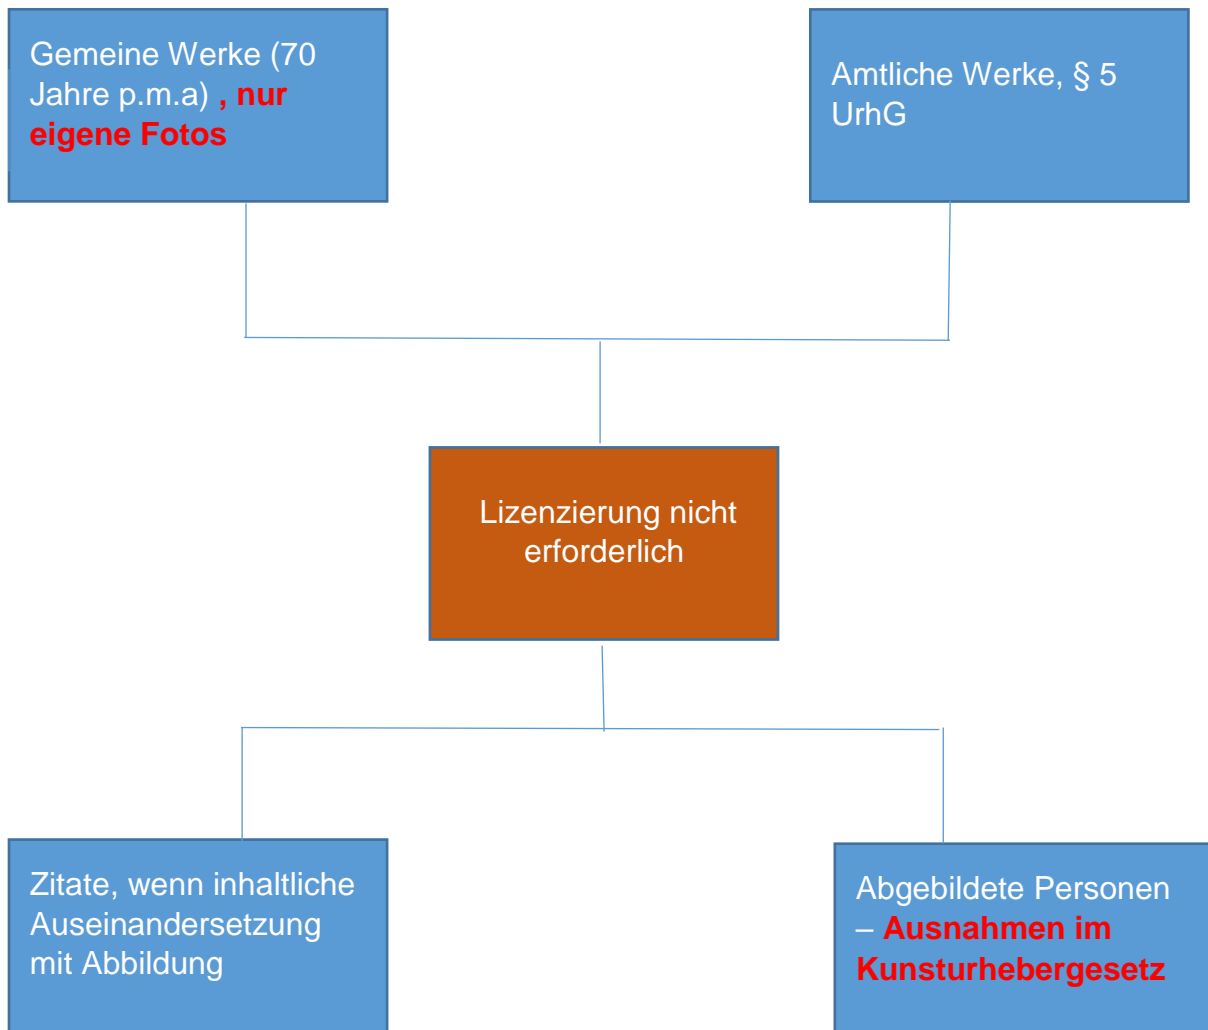 Gemeine Werke (70
Jahre p.m.a) , nur
eigene Fotos
Amtliche Werke, § 5
UrhG
Lizenzierung nicht
erforderlich
Zitate, wenn inhaltliche
Auseinandersetzung
mit Abbildung
Abgebildete Personen
– Ausnahmen im
Kunsturhebergesetz